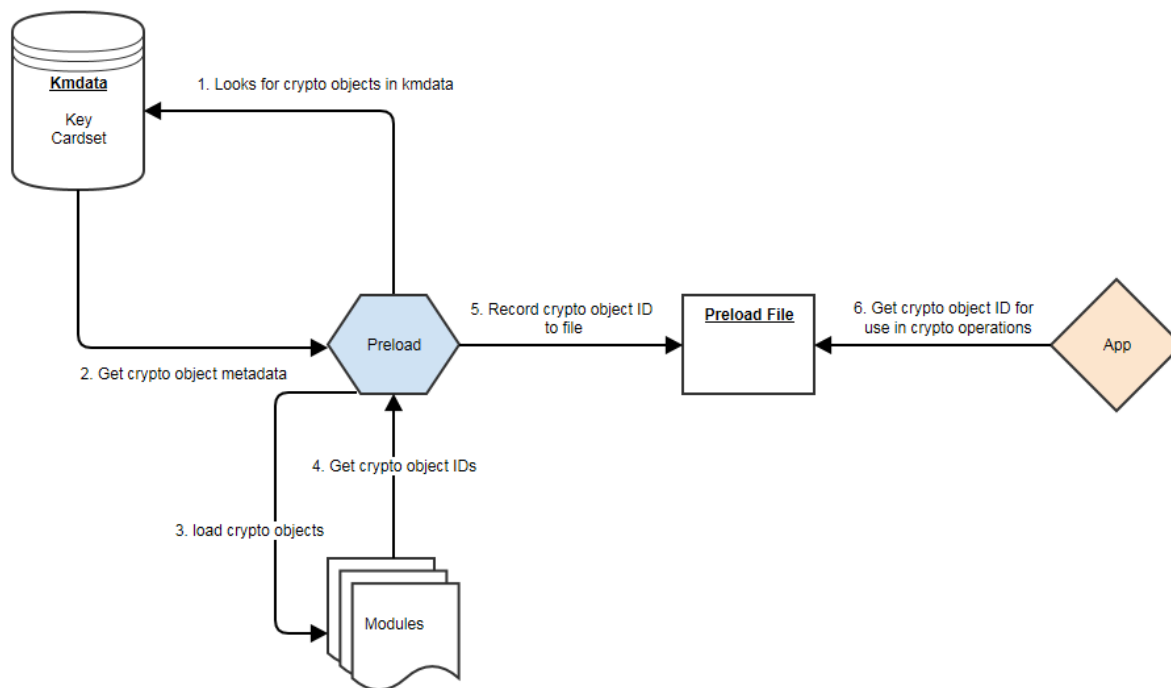 1. Looks for crypto objects in kmdata
Kmdata
Key
Cardset
5. Record crypto object ID
to file
Preload File
6. Get crypto object ID for
use in crypto operations
Preload
App
2. Get crypto object metadata
4. Get crypto object IDs
3. load crypto objects
Modules